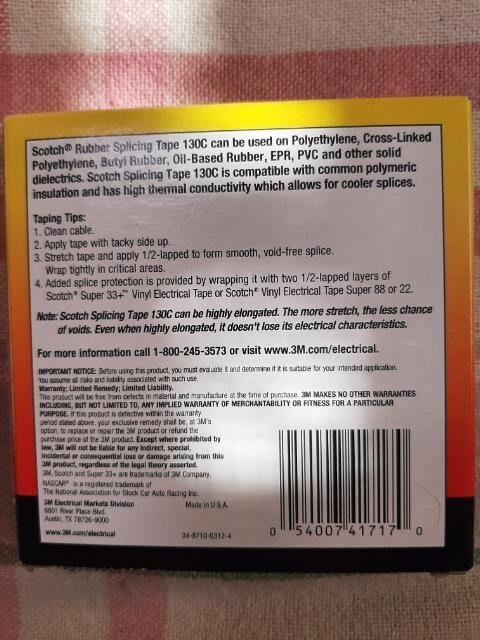 Scotch® Rubber Splicing Tape 130C can be used on Polyethylene, Cross-Linked
Polyethylene, Butyl Rubber, Oil-Based Rubber, EPR, PVC and other solid
dielectrics. Scotch Splicing Tape 130C is compatible with common polymeric
insulation and has high thermal conductivity which allows for cooler splices.
Taping Tips:
1. Clean cable.
2. Apply tape with tacky side up.
3. Stretch tape and apply 1/2-lapped to form smooth, void-free splice.
Wrap tightly in critical areas.
4. Added splice protection is provided by wrapping it with two 1/2-lapped layers of
Scotch® Super 33+™ Vinyl Electrical Tape or Scotch® Vinyl Electrical Tape Super 88 or 22.
Note: Scotch Splicing Tape 130C can be highly elongated. The more stretch, the less chance
of voids. Even when highly elongated, it doesn't lose its electrical characteristics.
For more information call 1-800-245-3573 or visit www.3M.com/electrical.
IMPORTANT NOTICE: Before using this product, you must evaluate it and determine if it is suitable for your intended application.
You assume all risks and liability associated with such use.
Warranty; Limited Remedy; Limited Liability.
This product will be free from defects in material and manufacture at the time of purchase. 3M MAKES NO OTHER WARRANTIES
INCLUDING, BUT NOT LIMITED TO, ANY IMPLIED WARRANTY OF MERCHANTABILITY OR FITNESS FOR A PARTICULAR
PURPOSE. If this product is defective within the warranty
period stated above, your exclusive remedy shall be, at 3M's
option, to replace or repair the 3M product or refund the
purchase price of the 3M product. Except where prohibited by
law, 3M will not be liable for any indirect, special,
incidental or consequential loss or damage arising from this
3M product, regardless of the legal theory asserted.
3M, Scotch and Super 33+ are trademarks of 3M Company.
NASCAR® is a registered trademark of
The National Association for Stock Car Auto Racing Inc.
3M Electrical Markets Division Made in U.S.A.
6801 River Place Blvd.
Austin, TX 78726-9000
www.3M.com/electrical 34-8710-0312-4
0 54007 41717 0